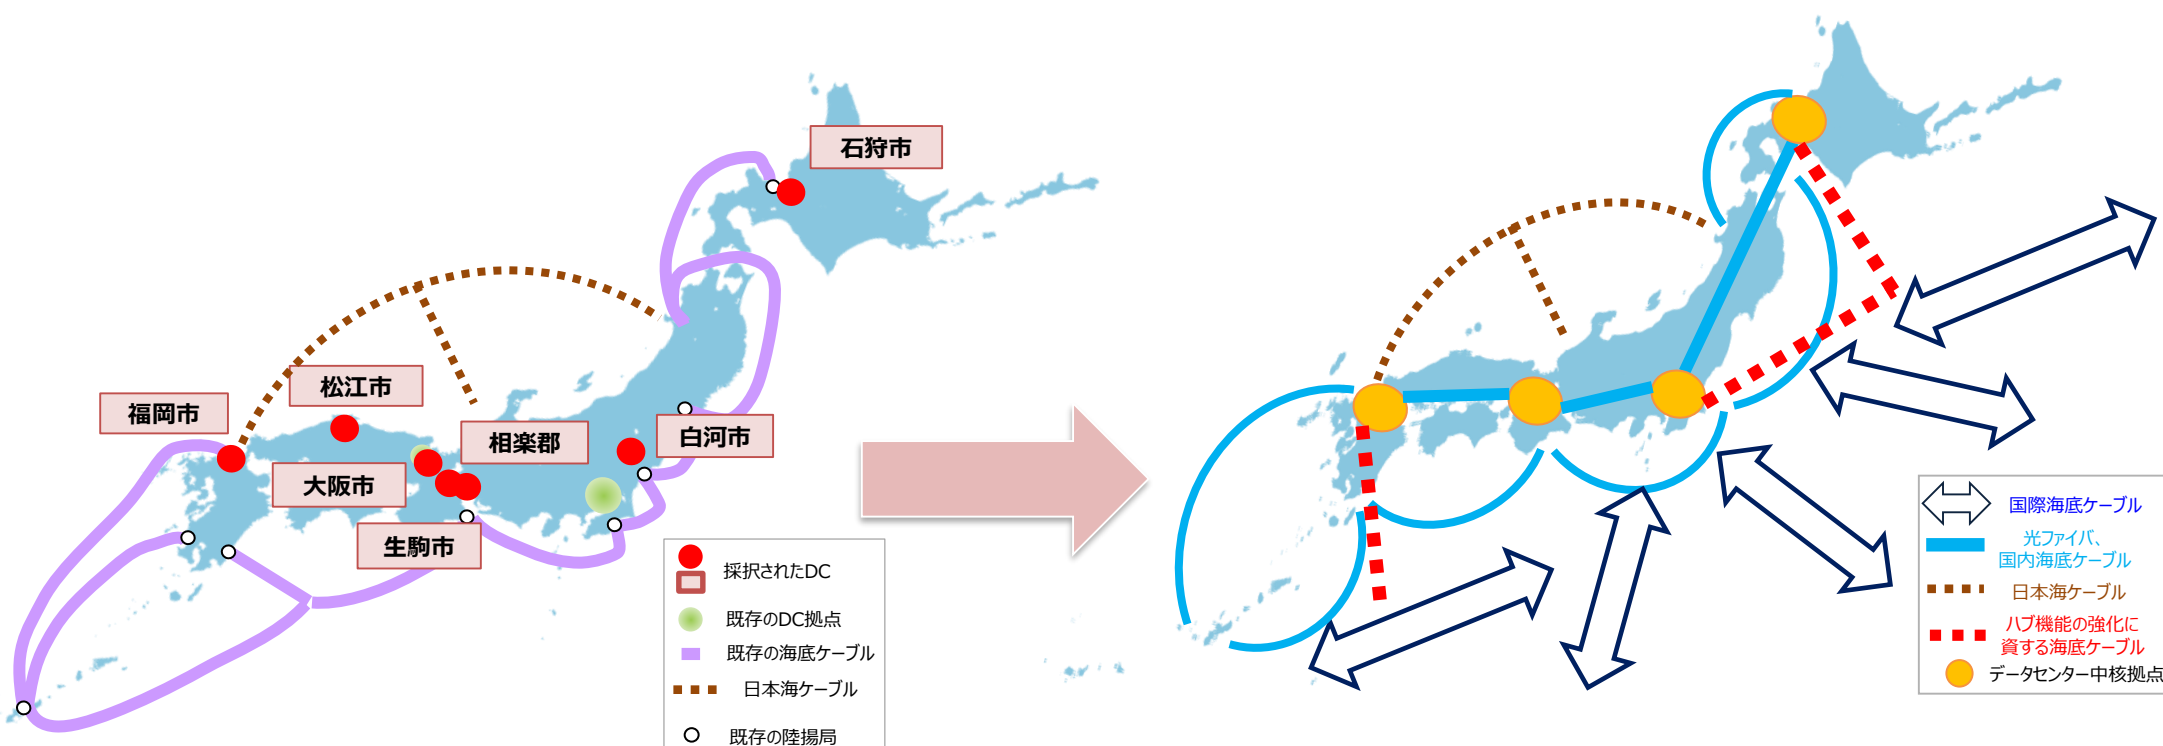 石狩市
松江市
福岡市
相楽郡
白河市
大阪市
生駒市
採択されたDC
既存のDC拠点
既存の海底ケーブル
日本海ケーブル
既存の陸揚局
国際海底ケーブル
光ファイバ、
国内海底ケーブル
日本海ケーブル
ハブ機能の強化に
資する海底ケーブル
データセンター中核拠点